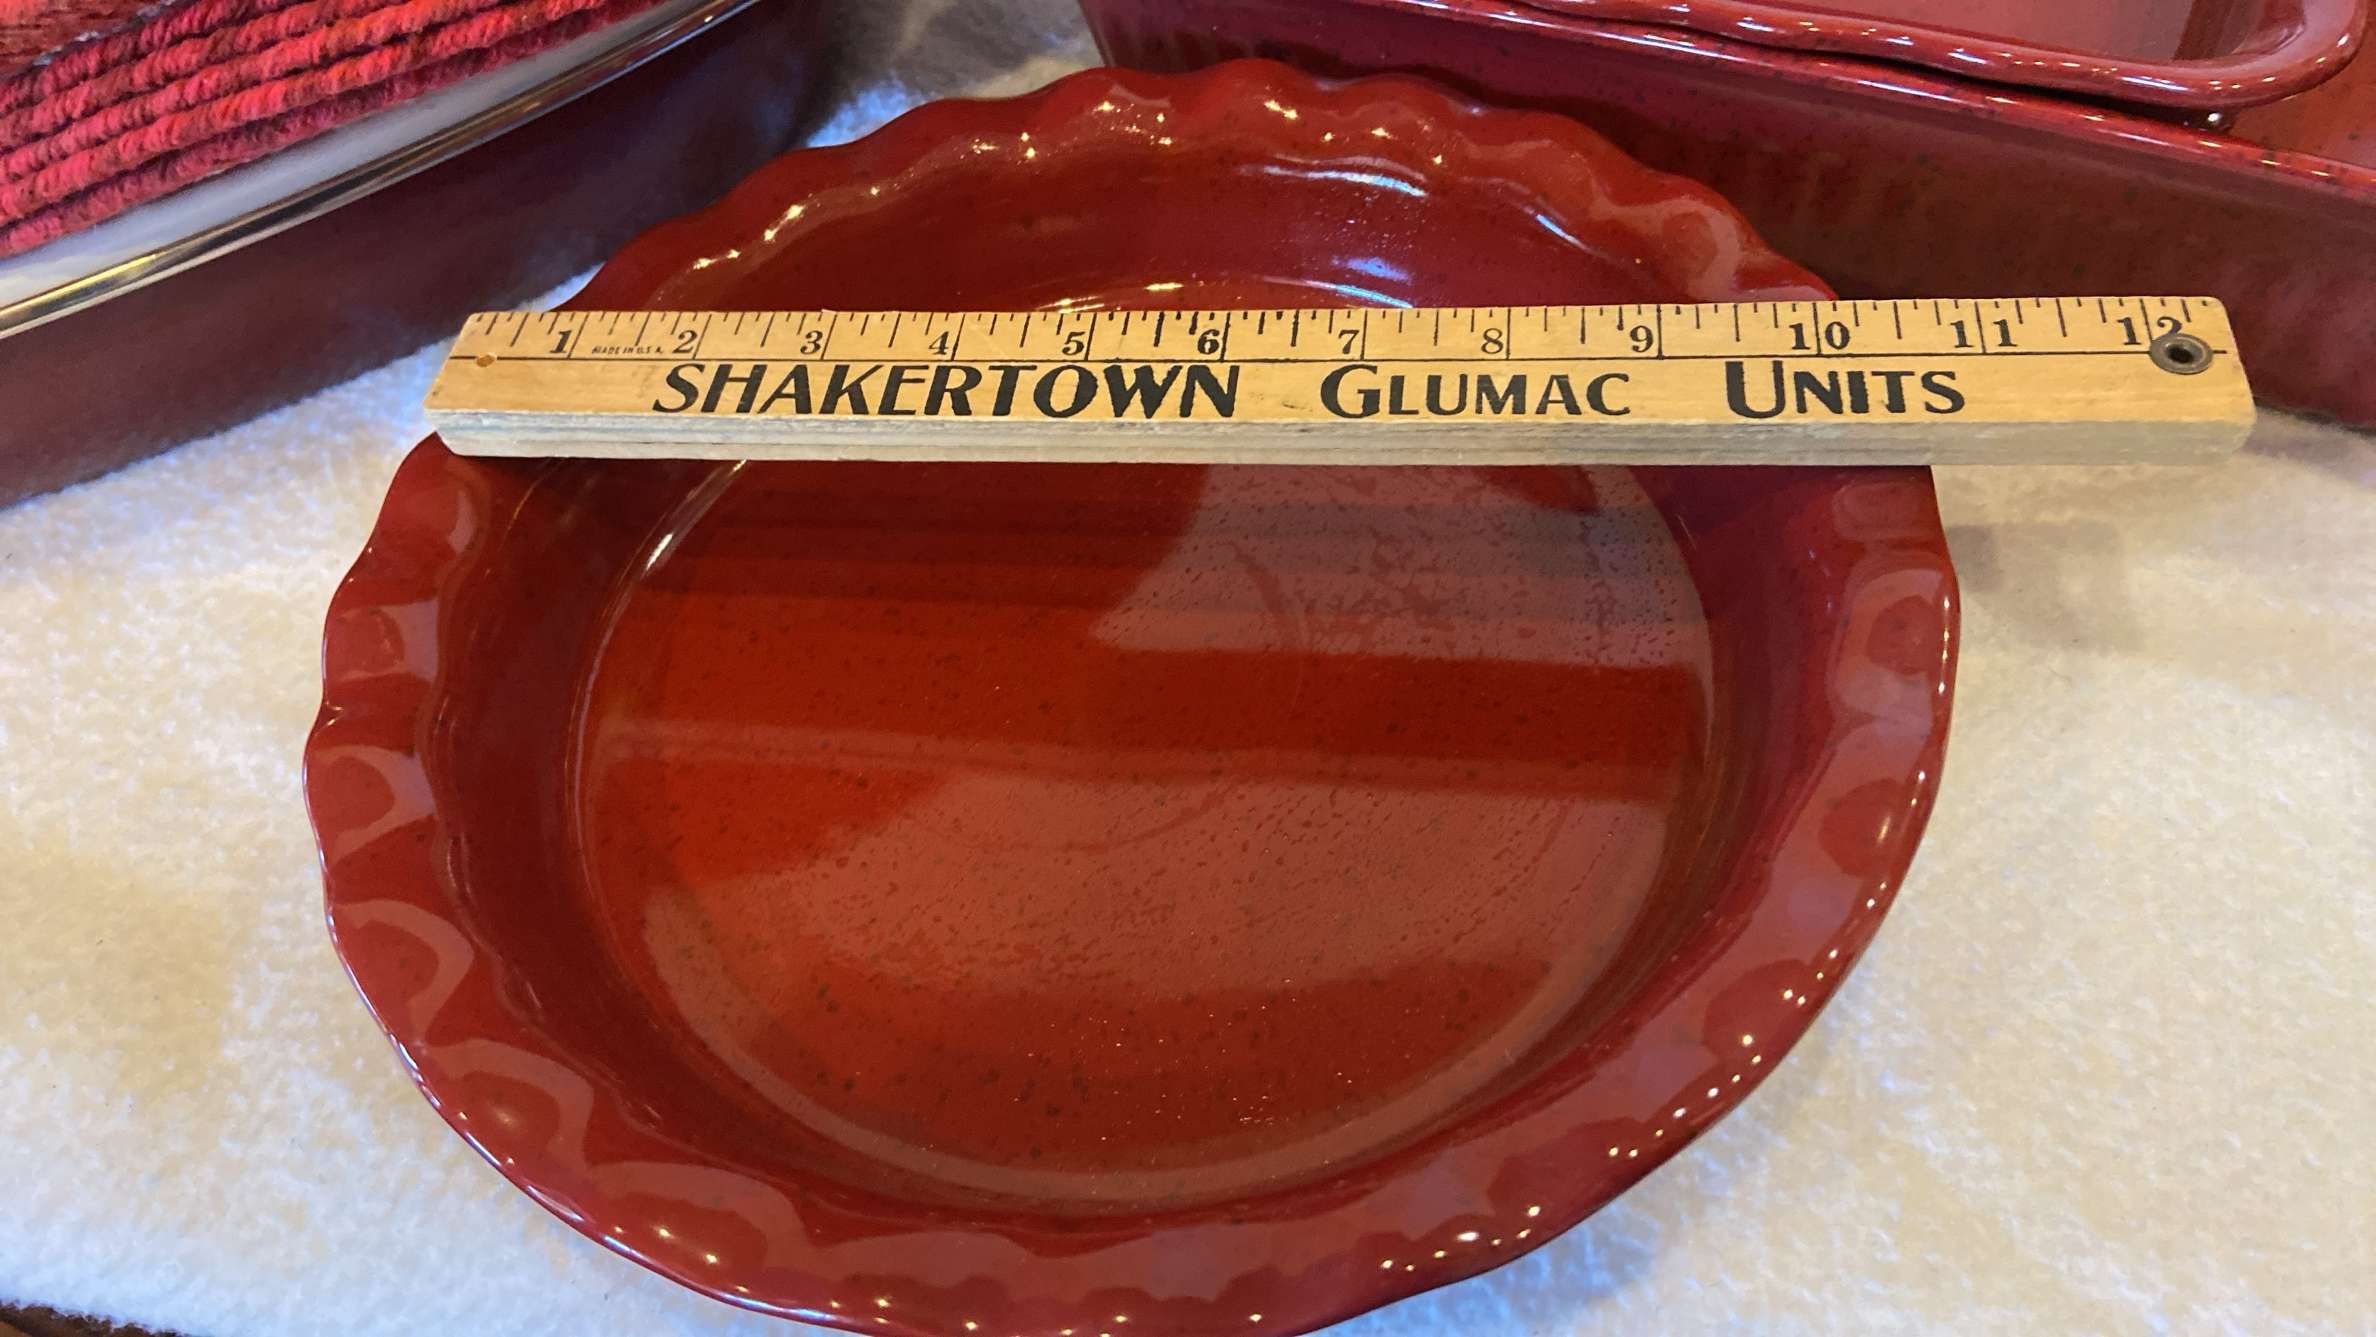 1 MADE IN U.S.A. 2 3 4 5 6 7 8 9 10 11 12
SHAKERTOWN GLUMAC UNITS